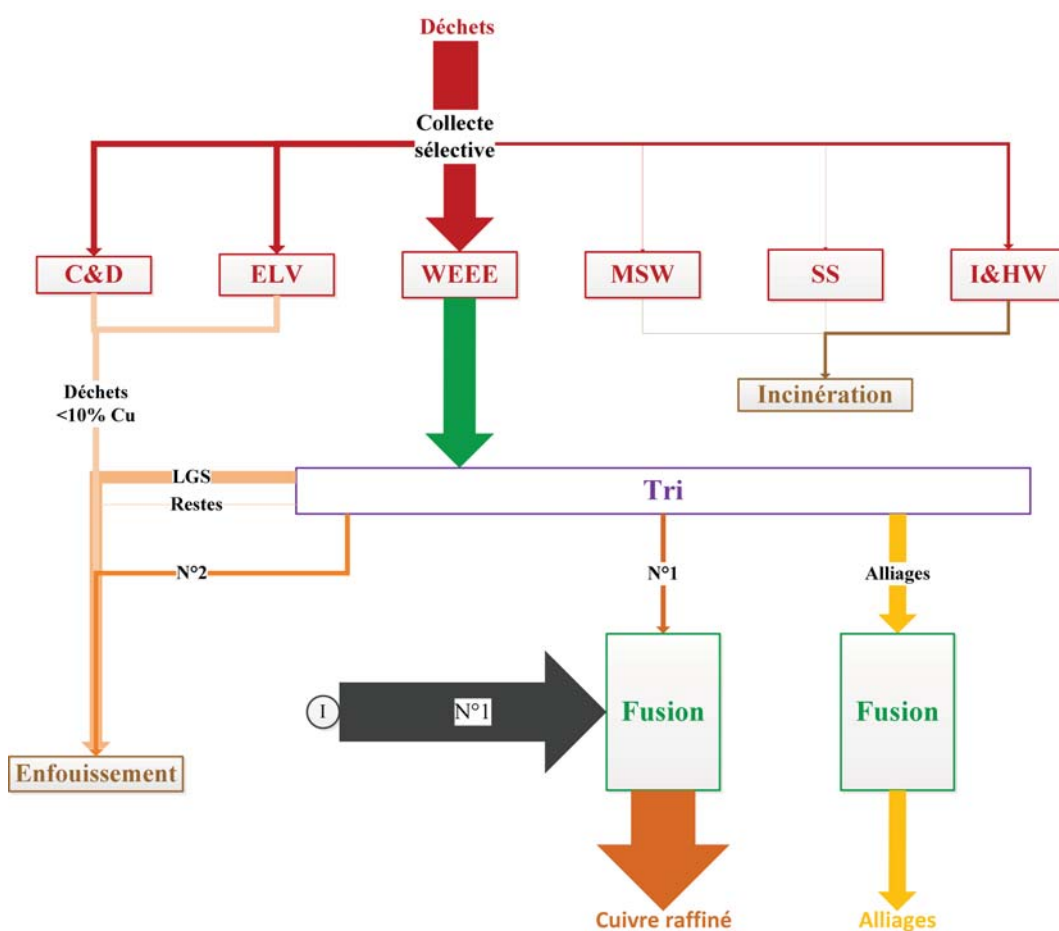 Déchets
Collecte
sélective
C&D
ELV
WEEE
MSW
SS
I&HW
Incinération
Déchets
<10% Cu
LGS
Tri
Restes
N°2
N°1
Alliages
I
N°1
Fusion
Fusion
Enfouissement
Cuivre raffiné
Alliages